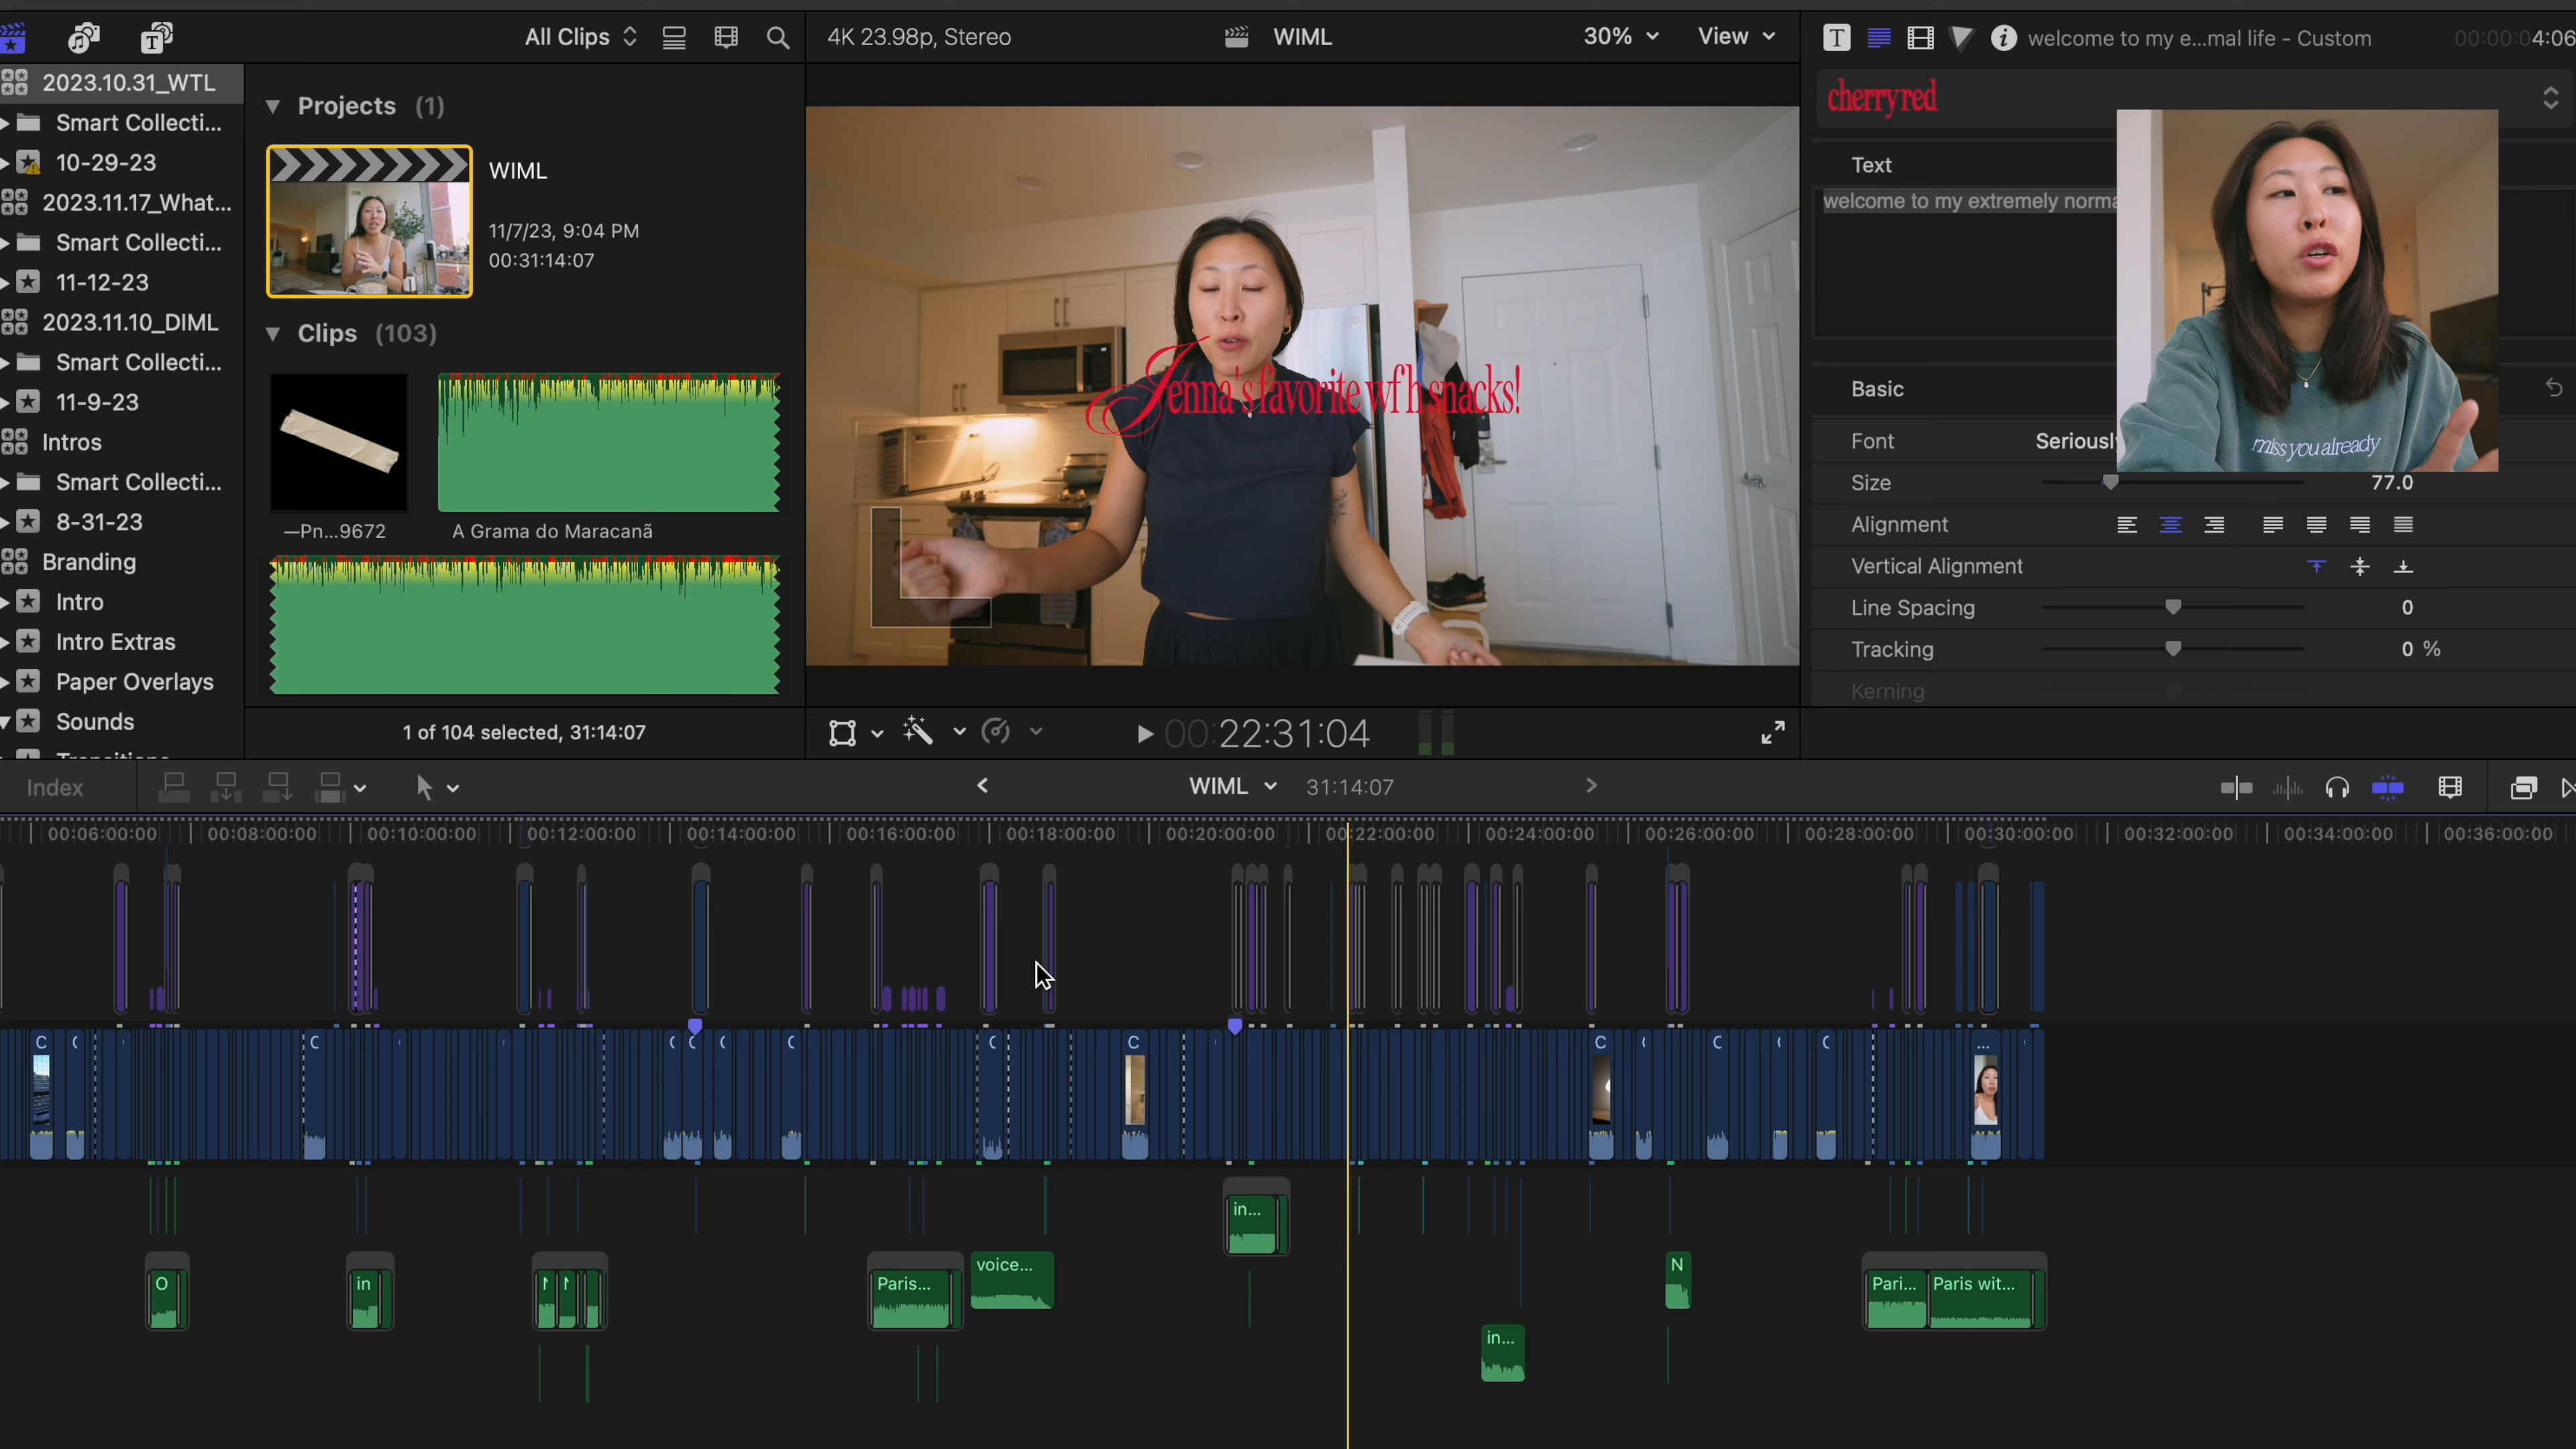 All Clips
4K 23.98p, Stereo
WIML
30%
View
welcome to my e...mal life - Custom
00:00:04:06
2023.10.31_WTL
Smart Collecti...
10-29-23
2023.11.17_What...
Smart Collecti...
11-12-23
2023.11.10_DIML
Smart Collecti...
11-9-23
Intros
Smart Collecti...
8-31-23
Branding
Intro
Intro Extras
Paper Overlays
Sounds
Projects (1)
WIML
11/7/23, 9:04 PM
00:31:14:07
Clips (103)
—Pn...9672
A Grama do Maracanã
1 of 104 selected, 31:14:07
Jenna's favorite wfh snacks!
00:22:31:04
cherry red
Text
welcome to my extremely norma
miss you already
Basic
Font
Seriously
Size
77.0
Alignment
Vertical Alignment
Line Spacing
0
Tracking
0 %
Kerning
Index
WIML
31:14:07
00:06:00:00
00:08:00:00
00:10:00:00
00:12:00:00
00:14:00:00
00:16:00:00
00:18:00:00
00:20:00:00
00:22:00:00
00:24:00:00
00:26:00:00
00:28:00:00
00:30:00:00
00:32:00:00
00:34:00:00
00:36:00:00
C
C
C
C
C
...
in...
O
in
Paris...
voice...
N
Pari...
Paris wit...
in...